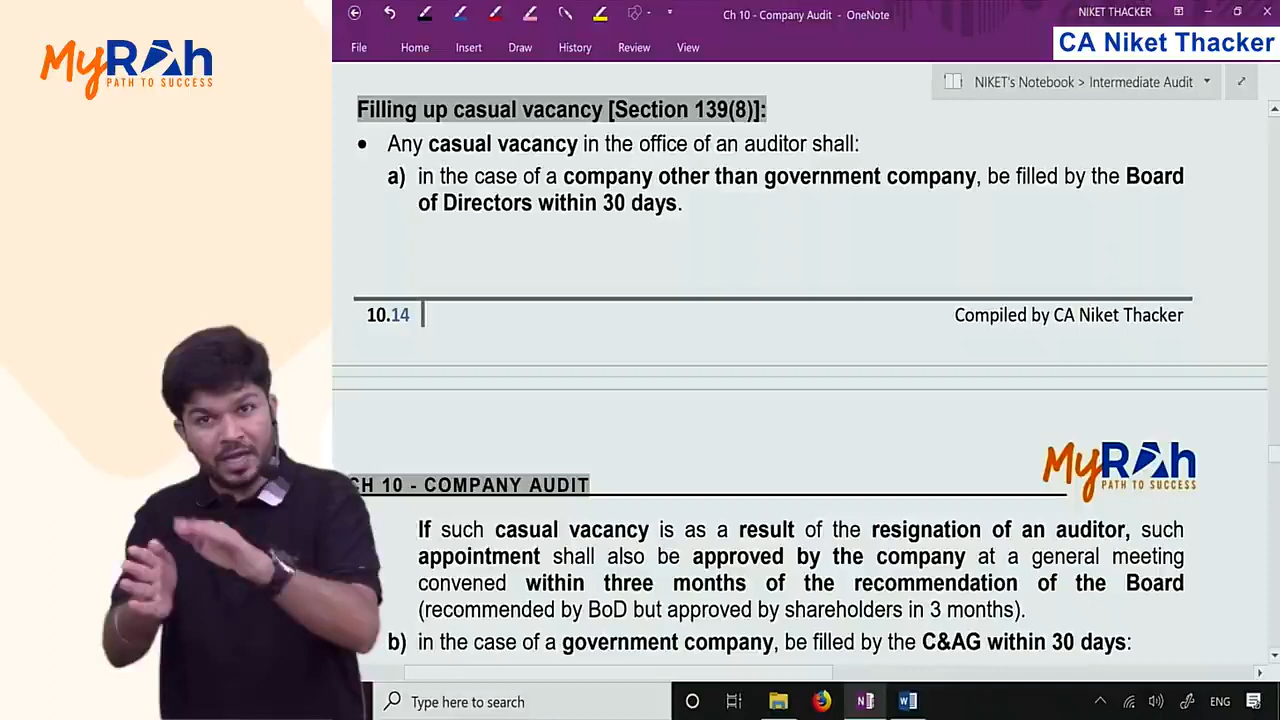 MyRAh
PATH TO SUCCESS
Ch 10 - Company Audit - OneNote
NIKET THACKER
CA Niket Thacker
File
Home
Insert
Draw
History
Review
View
NIKET's Notebook > Intermediate Audit
Filling up casual vacancy [Section 139(8)]:
• Any casual vacancy in the office of an auditor shall:
a) in the case of a company other than government company, be filled by the Board
of Directors within 30 days.
10.14
Compiled by CA Niket Thacker
MyRAh
PATH TO SUCCESS
CH 10 - COMPANY AUDIT
If such casual vacancy is as a result of the resignation of an auditor, such
appointment shall also be approved by the company at a general meeting
convened within three months of the recommendation of the Board
(recommended by BoD but approved by shareholders in 3 months).
b) in the case of a government company, be filled by the C&AG within 30 days:
Type here to search
ENG